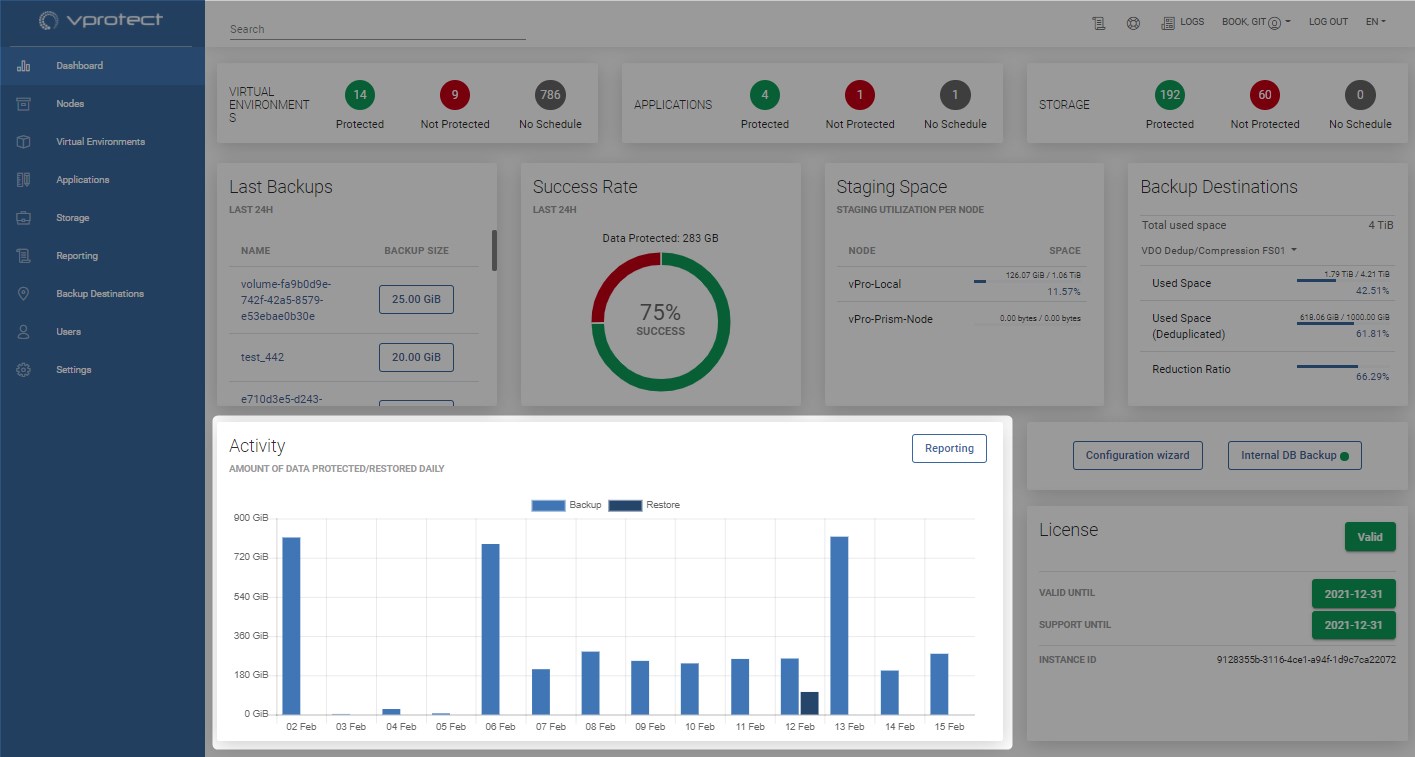 vprotect
Search
LOGS
BOOK, GIT
LOG OUT
EN
Dashboard
Nodes
Virtual Environments
Applications
Storage
Reporting
Backup Destinations
Users
Settings
VIRTUAL
ENVIRONMENT
S
14
Protected
9
Not Protected
786
No Schedule
APPLICATIONS
4
Protected
1
Not Protected
1
No Schedule
STORAGE
192
Protected
60
Not Protected
0
No Schedule
Last Backups
LAST 24H
NAME BACKUP SIZE
volume-fa9b0d9e-
742f-42a5-8579-
e53ebae0b30e
25.00 GiB
test_442
20.00 GiB
e710d3e5-d243-
Success Rate
LAST 24H
Data Protected: 283 GB
75%
SUCCESS
Staging Space
STAGING UTILIZATION PER NODE
NODE SPACE
vPro-Local
126.07 GiB / 1.06 TiB
11.57%
vPro-Prism-Node
0.00 bytes / 0.00 bytes
Backup Destinations
Total used space 4 TiB
VDO Dedup/Compression FS01
Used Space
1.79 TiB / 4.21 TiB
42.51%
Used Space
(Deduplicated)
618.06 GiB / 1000.00 GiB
61.81%
Reduction Ratio
66.29%
Activity
AMOUNT OF DATA PROTECTED/RESTORED DAILY
Reporting
Backup Restore
900 GiB
720 GiB
540 GiB
360 GiB
180 GiB
0 GiB
02 Feb 03 Feb 04 Feb 05 Feb 06 Feb 07 Feb 08 Feb 09 Feb 10 Feb 11 Feb 12 Feb 13 Feb 14 Feb 15 Feb
Configuration wizard
Internal DB Backup
License
Valid
VALID UNTIL 2021-12-31
SUPPORT UNTIL 2021-12-31
INSTANCE ID 9128355b-3116-4ce1-a94f-1d9c7ca22072